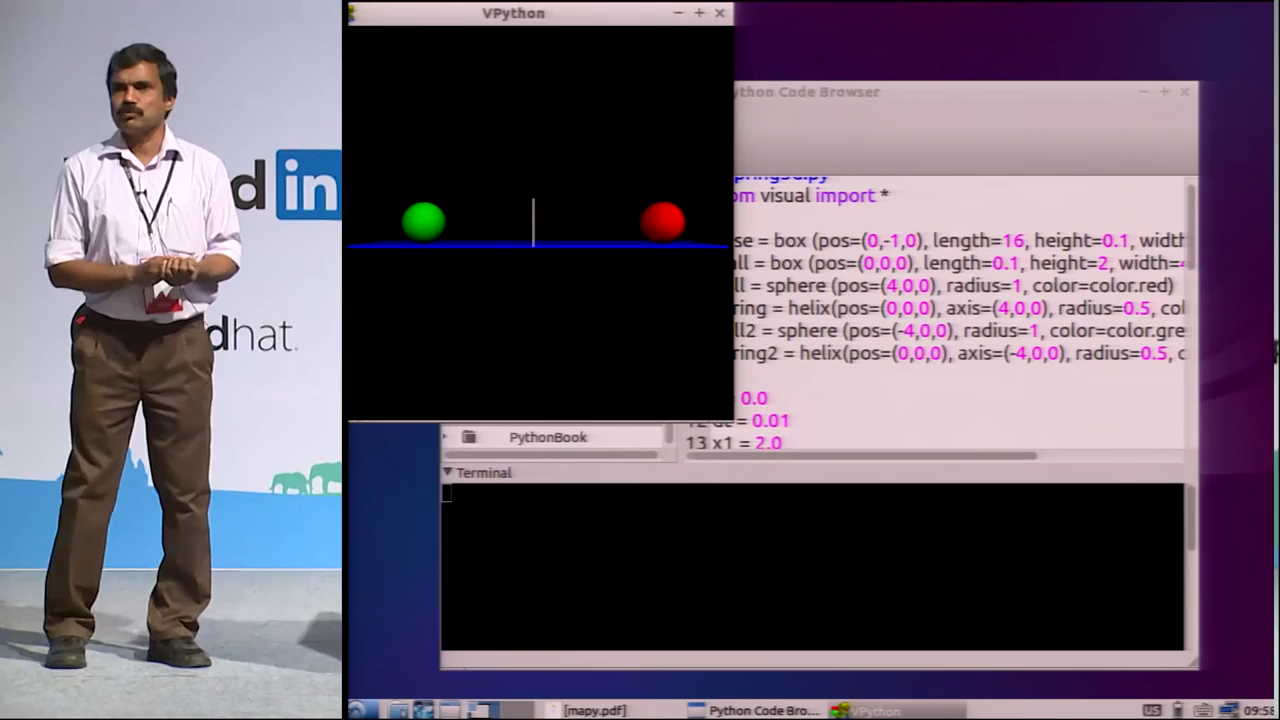 VPython
ython Code Browser
pring3d.py
om visual import *
se = box (pos=(0,-1,0), length=16, height=0.1, width
all = box (pos=(0,0,0), length=0.1, height=2, width=4
ll = sphere (pos=(4,0,0), radius=1, color=color.red)
ring = helix(pos=(0,0,0), axis=(4,0,0), radius=0.5, col
ll2 = sphere (pos=(-4,0,0), radius=1, color=color.gre
ring2 = helix(pos=(0,0,0), axis=(-4,0,0), radius=0.5, c
0.0
= 0.01
13 x1 = 2.0
PythonBook
Terminal
d in
dhat.
[mapy.pdf]
Python Code Bro...
VPython
US
09:58